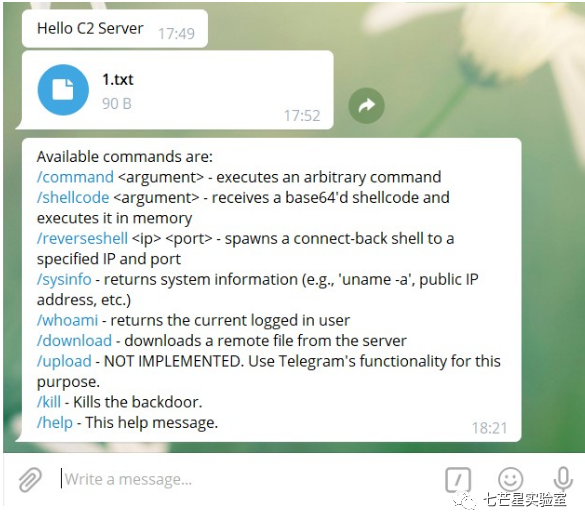 Hello C2 Server 17:49
1.txt
90 B
17:52
Available commands are:
/command <argument> - executes an arbitrary command
/shellcode <argument> - receives a base64'd shellcode and
executes it in memory
/reverseshell <ip> <port> - spawns a connect-back shell to a
specified IP and port
/sysinfo - returns system information (e.g., 'uname -a', public IP
address, etc.)
/whoami - returns the current logged in user
/download - downloads a remote file from the server
/upload - NOT IMPLEMENTED. Use Telegram's functionality for this
purpose.
/kill - Kills the backdoor.
/help - This help message.
18:21
Write a message...
/
七芒星实验室